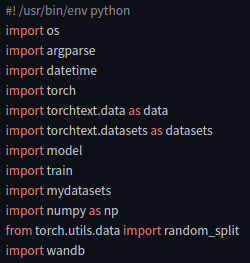 #! /usr/bin/env python
import os
import argparse
import datetime
import torch
import torchtext.data as data
import torchtext.datasets as datasets
import model
import train
import mydatasets
import numpy as np
from torch.utils.data import random_split
import wandb